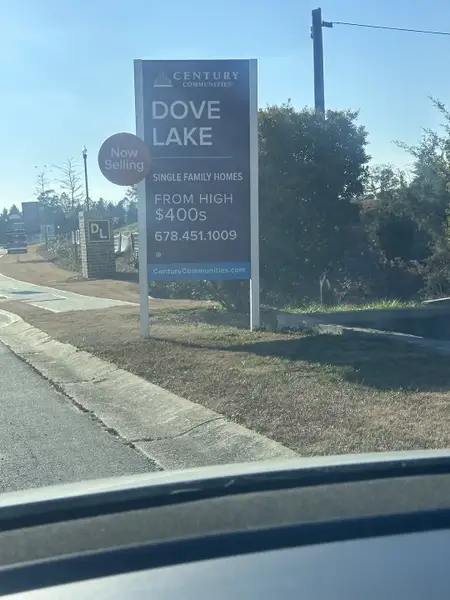 CENTURY
COMMUNITIES
DOVE
LAKE
Now
Selling
SINGLE FAMILY HOMES
FROM HIGH
$400s
678.451.1009
CenturyCommunities.com
DL